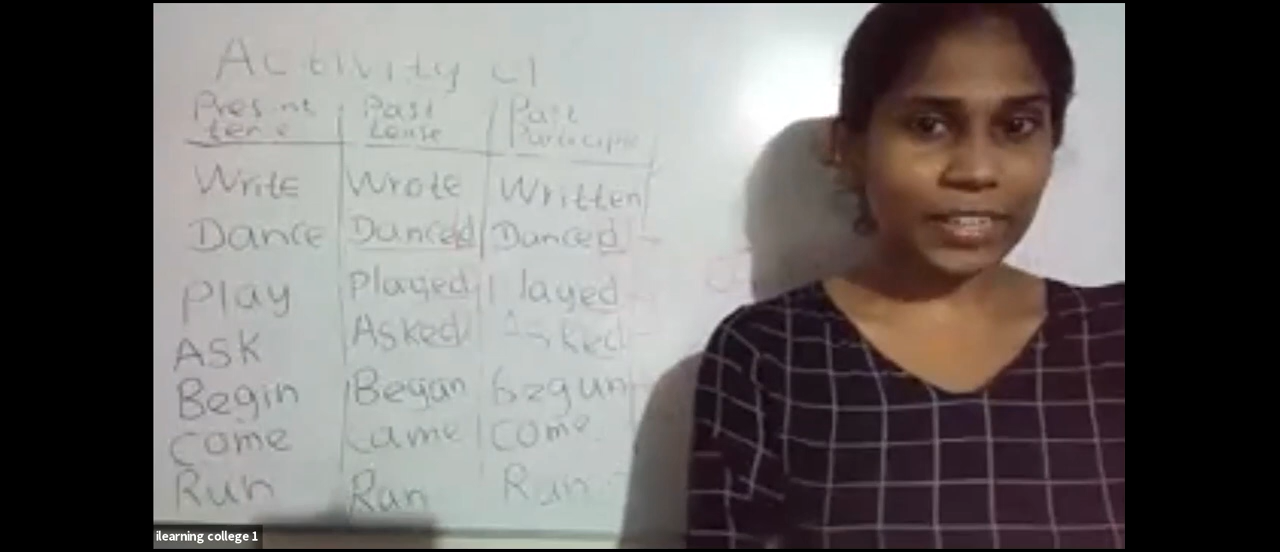 Activity 4
Present Past Past
tense tense Participle
Write Wrote Written
Dance Danced Danced
Play Played Played
Ask Asked Asked
Begin Began Begun
Come Came Come
Run Ran Run
ilearning college 1